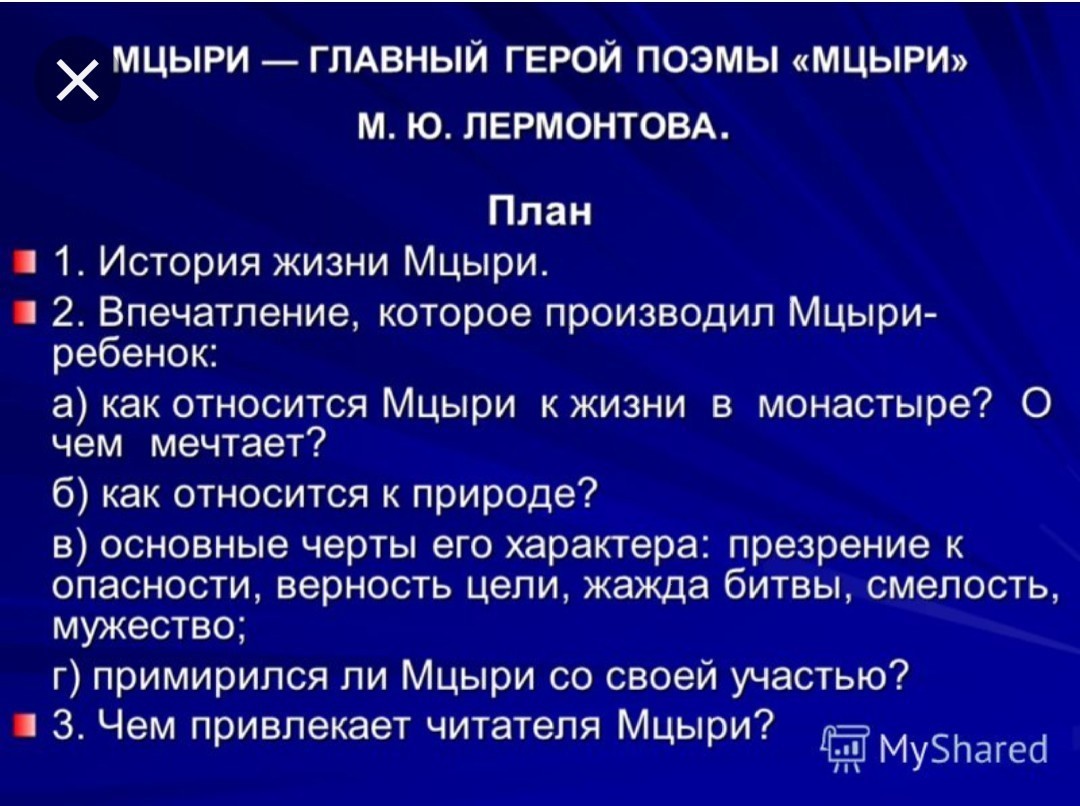 МЦЫРИ — ГЛАВНЫЙ ГЕРОЙ ПОЭМЫ «МЦЫРИ»
М. Ю. ЛЕРМОНТОВА.
План
1. История жизни Мцыри.
2. Впечатление, которое производил Мцыри-
ребенок:
а) как относится Мцыри к жизни в монастыре? О
чем мечтает?
б) как относится к природе?
в) основные черты его характера: презрение к
опасности, верность цели, жажда битвы, смелость,
мужество;
г) примирился ли Мцыри со своей участью?
3. Чем привлекает читателя Мцыри?
MyShared